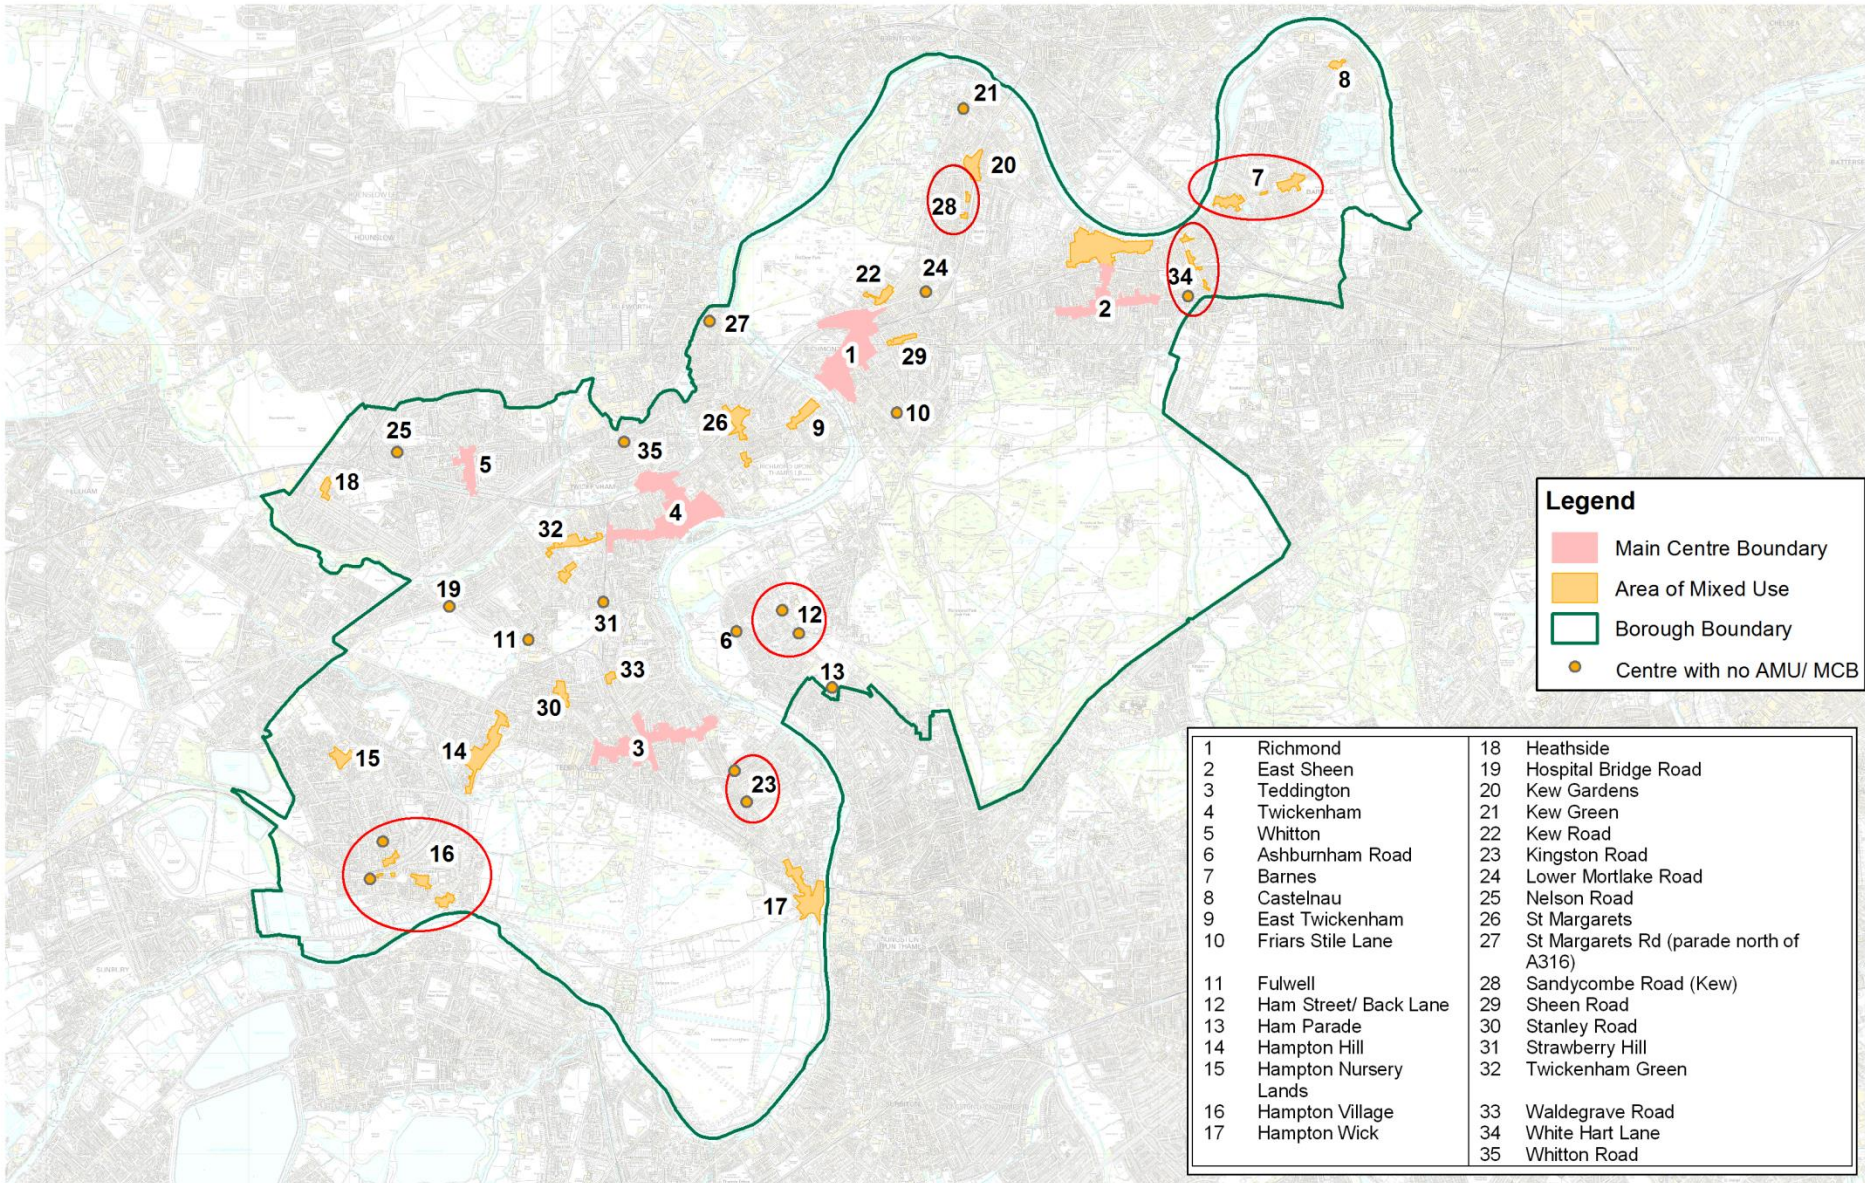 21
8
20
7
28
34
24
22
2
27
1
29
10
26
9
25
35
5
18
4
32
19
12
31
11
6
13
33
30
3
14
15
23
16
17
Legend
Main Centre Boundary
Area of Mixed Use
Borough Boundary
Centre with no AMU/ MCB
1 Richmond
2 East Sheen
3 Teddington
4 Twickenham
5 Whitton
6 Ashburnham Road
7 Barnes
8 Castelnau
9 East Twickenham
10 Friars Stile Lane
11 Fulwell
12 Ham Street/ Back Lane
13 Ham Parade
14 Hampton Hill
15 Hampton Nursery
Lands
16 Hampton Village
17 Hampton Wick
18 Heathside
19 Hospital Bridge Road
20 Kew Gardens
21 Kew Green
22 Kew Road
23 Kingston Road
24 Lower Mortlake Road
25 Nelson Road
26 St Margarets
27 St Margarets Rd (parade north of
A316)
28 Sandycombe Road (Kew)
29 Sheen Road
30 Stanley Road
31 Strawberry Hill
32 Twickenham Green
33 Waldegrave Road
34 White Hart Lane
35 Whitton Road